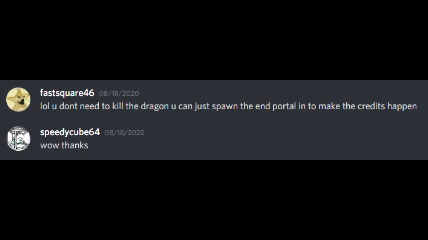 fastsquare46 08/18/2020
lol u dont need to kill the dragon u can just spawn the end portal in to make the credits happen
speedycube64 08/18/2020
wow thanks